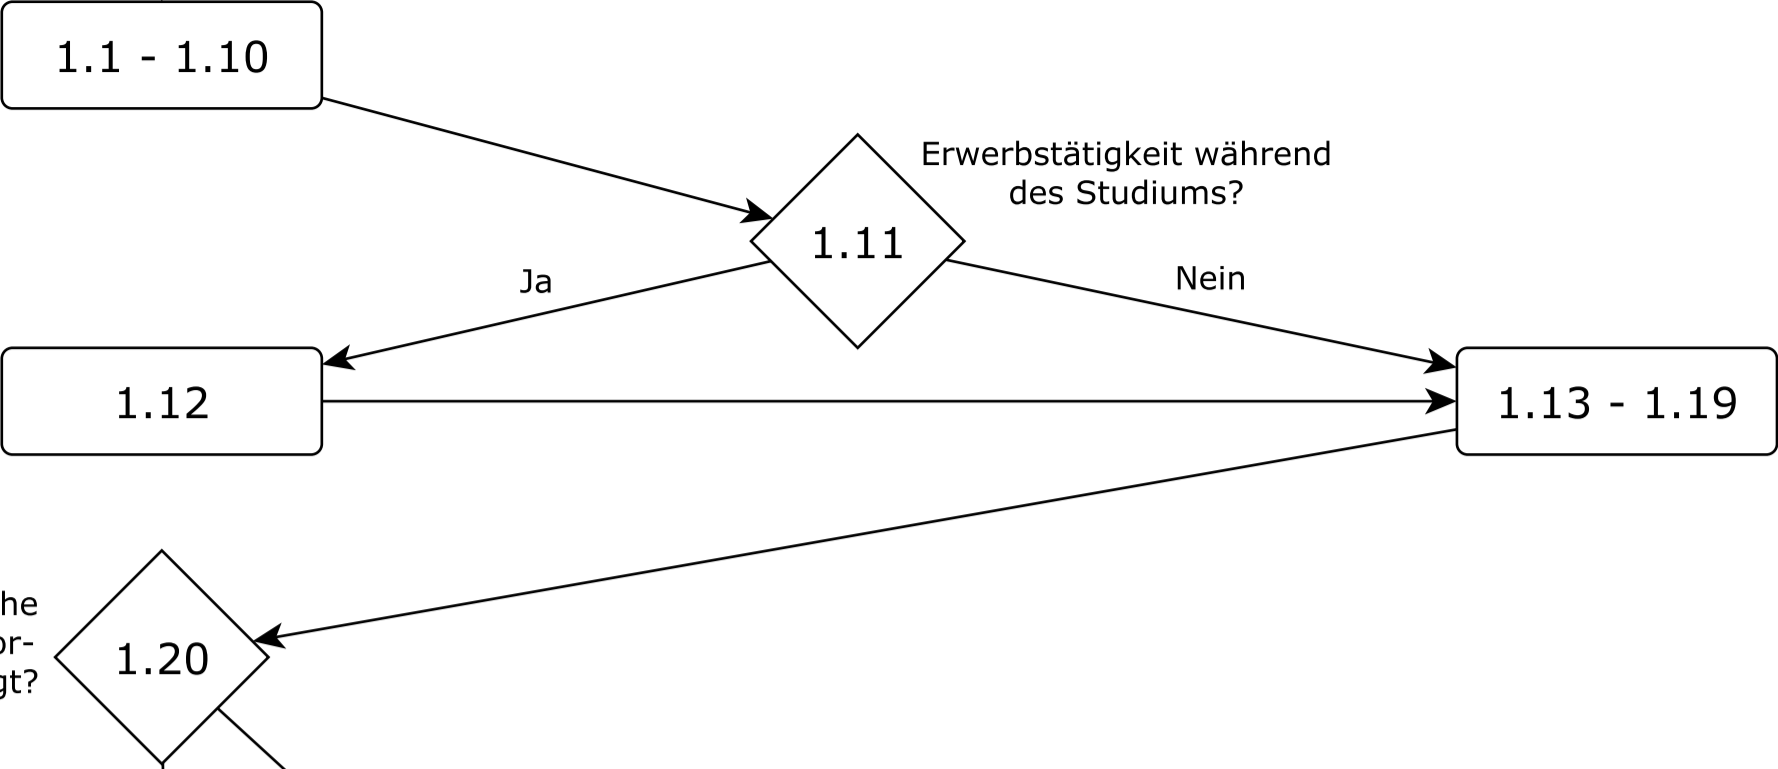 1.1 - 1.10
Erwerbstätigkeit während
des Studiums?
1.11
Ja
Nein
1.12
1.13 - 1.19
1.20